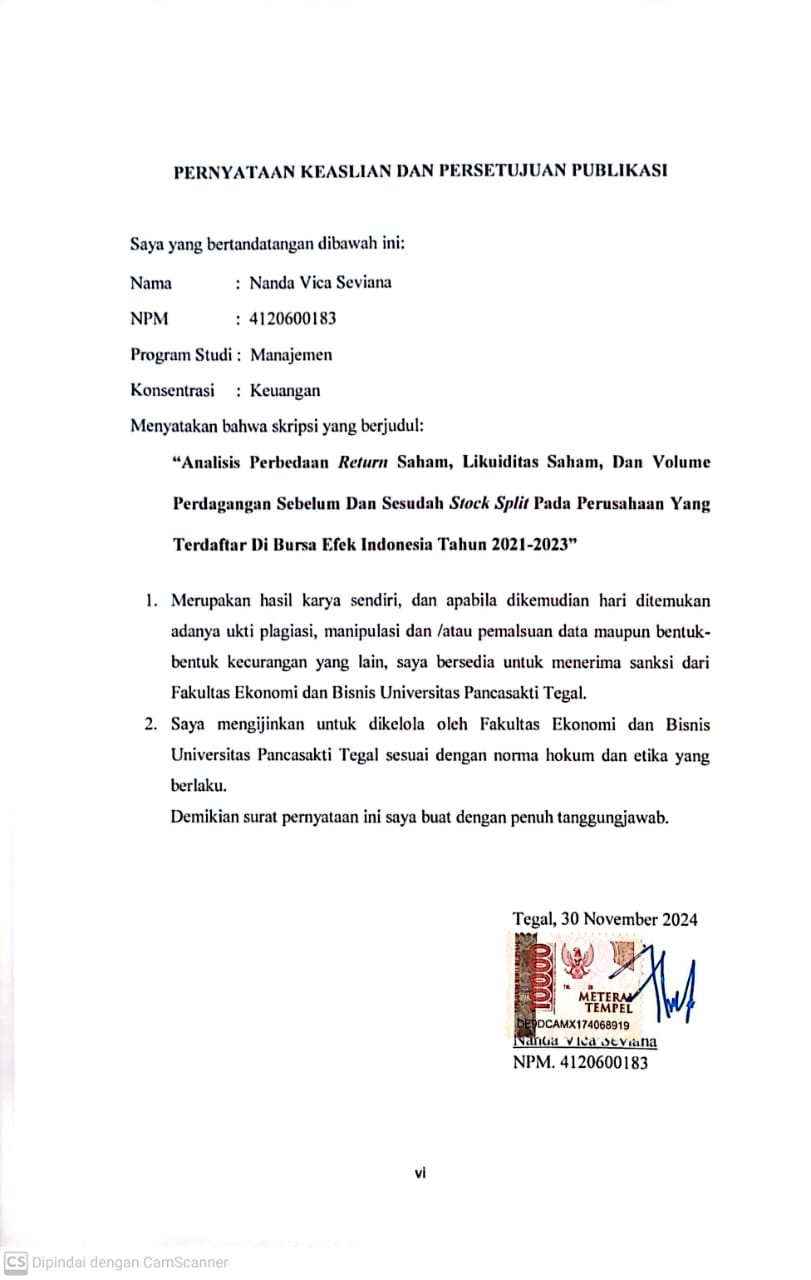 PERNYATAAN KEASLIAN DAN PERSETUJUAN PUBLIKASI
Saya yang bertandatangan dibawah ini:
Nama : Nanda Vica Seviana
NPM : 4120600183
Program Studi : Manajemen
Konsentrasi : Keuangan
Menyatakan bahwa skripsi yang berjudul:
“Analisis Perbedaan Return Saham, Likuiditas Saham, Dan Volume
Perdagangan Sebelum Dan Sesudah Stock Split Pada Perusahaan Yang
Terdaftar Di Bursa Efek Indonesia Tahun 2021-2023”
1. Merupakan hasil karya sendiri, dan apabila dikemudian hari ditemukan
adanya ukti plagiasi, manipulasi dan /atau pemalsuan data maupun bentuk-
bentuk kecurangan yang lain, saya bersedia untuk menerima sanksi dari
Fakultas Ekonomi dan Bisnis Universitas Pancasakti Tegal.
2. Saya mengijinkan untuk dikelola oleh Fakultas Ekonomi dan Bisnis
Universitas Pancasakti Tegal sesuai dengan norma hokum dan etika yang
berlaku.
Demikian surat pernyataan ini saya buat dengan penuh tanggungjawab.
Tegal, 30 November 2024
10000
METERAI
TEMPEL
DCAMX174068919
Nanda Vica Seviana
NPM. 4120600183
vi
CS Dipindai dengan CamScanner